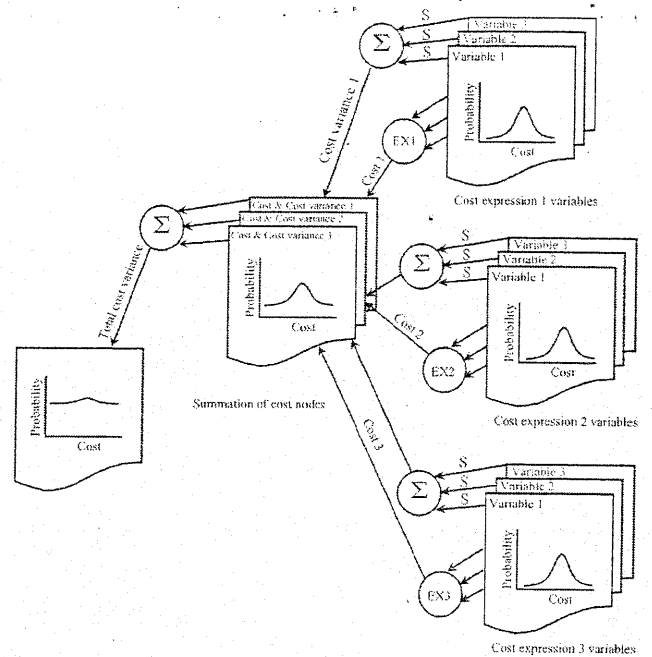 S
Variable 3
S
Variable 2
S
Variable 1
Σ
Probability
Cost
EX1
Cost variance 1
Cost 1
Cost expression 1 variables
Cost & Cost variance 1
Cost & Cost variance 2
Cost & Cost variance 3
Σ
Probability
Cost
Summation of cost nodes
Total cost variance
Probability
Cost
S
Variable 3
S
Variable 2
S
Variable 1
Σ
Probability
Cost
Cost 2
EX2
Cost expression 2 variables
Cost 3
S
Variable 3
S
Variable 2
S
Variable 1
Σ
Probability
Cost
EX3
Cost expression 3 variables